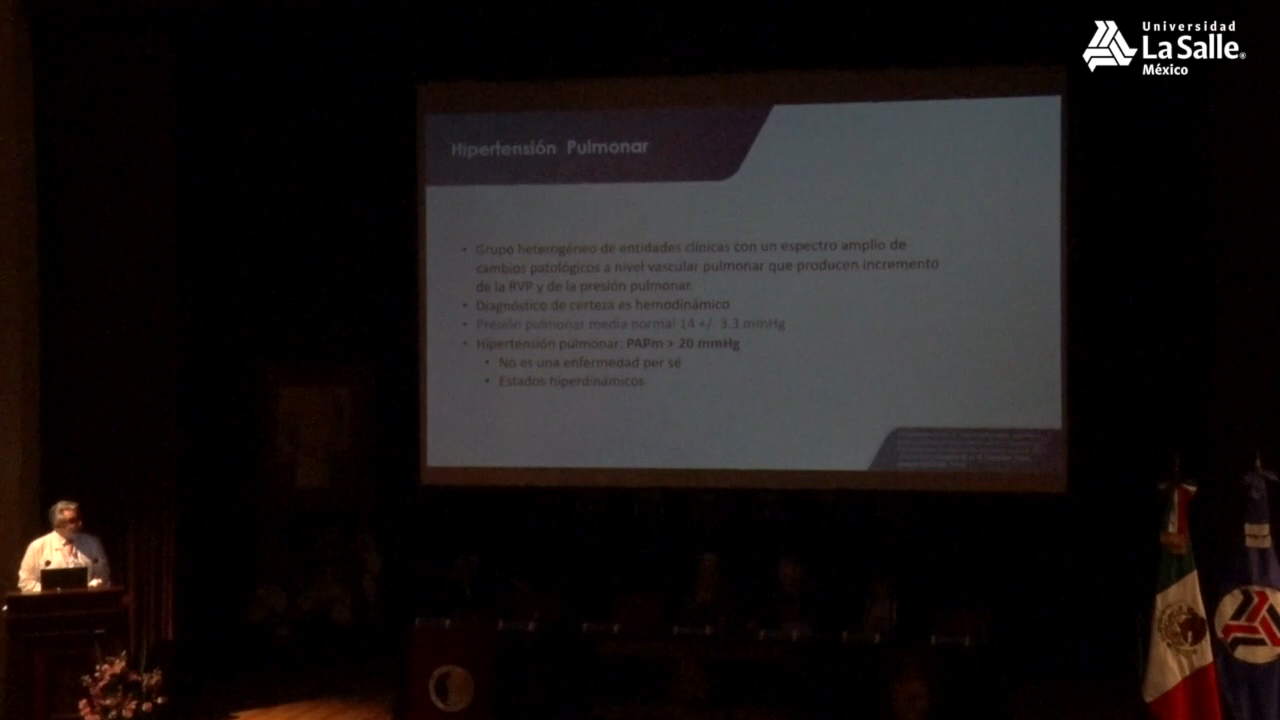 Universidad
La Salle®
México
Hipertensión Pulmonar
• Grupo heterogéneo de entidades clínicas con un espectro amplio de
cambios patológicos a nivel vascular pulmonar que producen incremento
de la RVP y de la presión pulmonar.
• Diagnóstico de certeza es hemodinámico
• Presión pulmonar media normal 14 +/- 3.3 mmHg
• Hipertensión pulmonar: PAPm > 20 mmHg
• No es una enfermedad per sé
• Estados hiperdinámicos